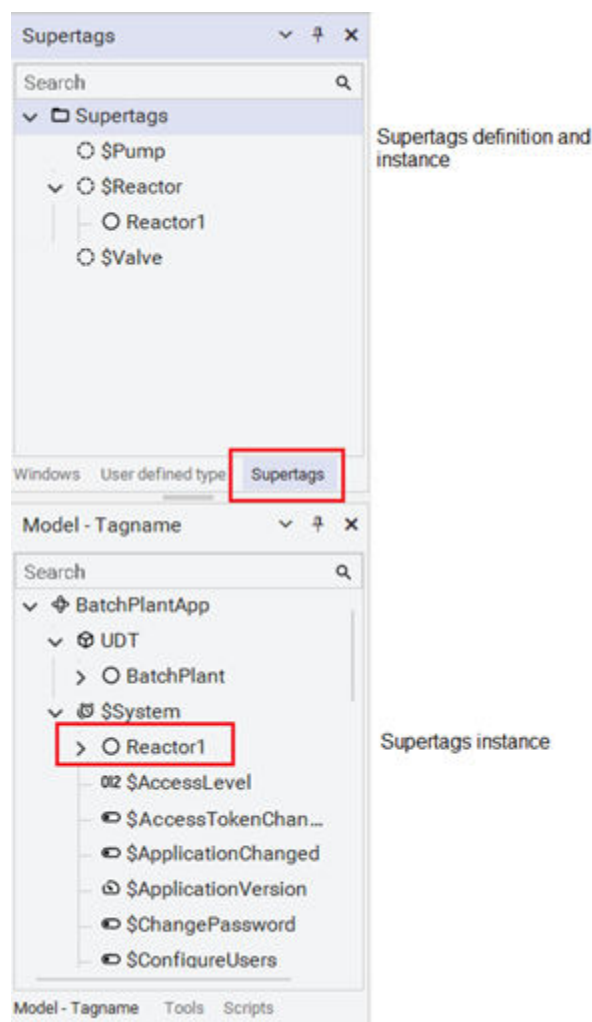 Supertags
Search
Supertags
$Pump
$Reactor
Reactor1
$Valve
Supertags definition and
instance
Windows User defined type Supertags
Model - Tagname
Search
BatchPlantApp
UDT
BatchPlant
$System
Reactor1
Supertags instance
012 $AccessLevel
$AccessTokenChan...
$ApplicationChanged
$ApplicationVersion
$ChangePassword
$ConfigureUsers
Model - Tagname Tools Scripts